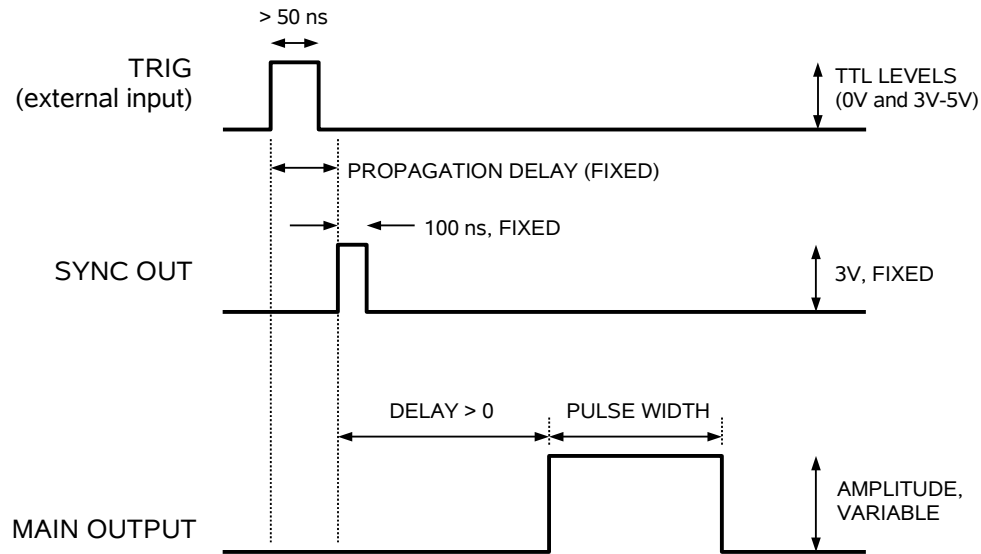 > 50 ns
TRIG
(external input)
TTL LEVELS
(0V and 3V-5V)
PROPAGATION DELAY (FIXED)
100 ns, FIXED
SYNC OUT
3V, FIXED
DELAY > 0
PULSE WIDTH
AMPLITUDE,
VARIABLE
MAIN OUTPUT